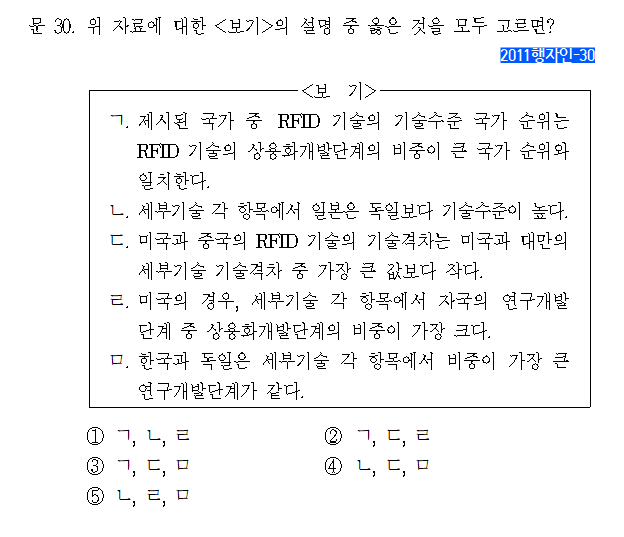 문 30. 위 자료에 대한 <보기>의 설명 중 옳은 것을 모두 고르면?
2011행자인-30
<보 기>
ㄱ. 제시된 국가 중 RFID 기술의 기술수준 국가 순위는
RFID 기술의 상용화개발단계의 비중이 큰 국가 순위와
일치한다.
ㄴ. 세부기술 각 항목에서 일본은 독일보다 기술수준이 높다.
ㄷ. 미국과 중국의 RFID 기술의 기술격차는 미국과 대만의
세부기술 기술격차 중 가장 큰 값보다 작다.
ㄹ. 미국의 경우, 세부기술 각 항목에서 자국의 연구개발
단계 중 상용화개발단계의 비중이 가장 크다.
ㅁ. 한국과 독일은 세부기술 각 항목에서 비중이 가장 큰
연구개발단계가 같다.
① ㄱ, ㄴ, ㄹ ② ㄱ, ㄷ, ㄹ
③ ㄱ, ㄷ, ㅁ ④ ㄴ, ㄷ, ㅁ
⑤ ㄴ, ㄹ, ㅁ